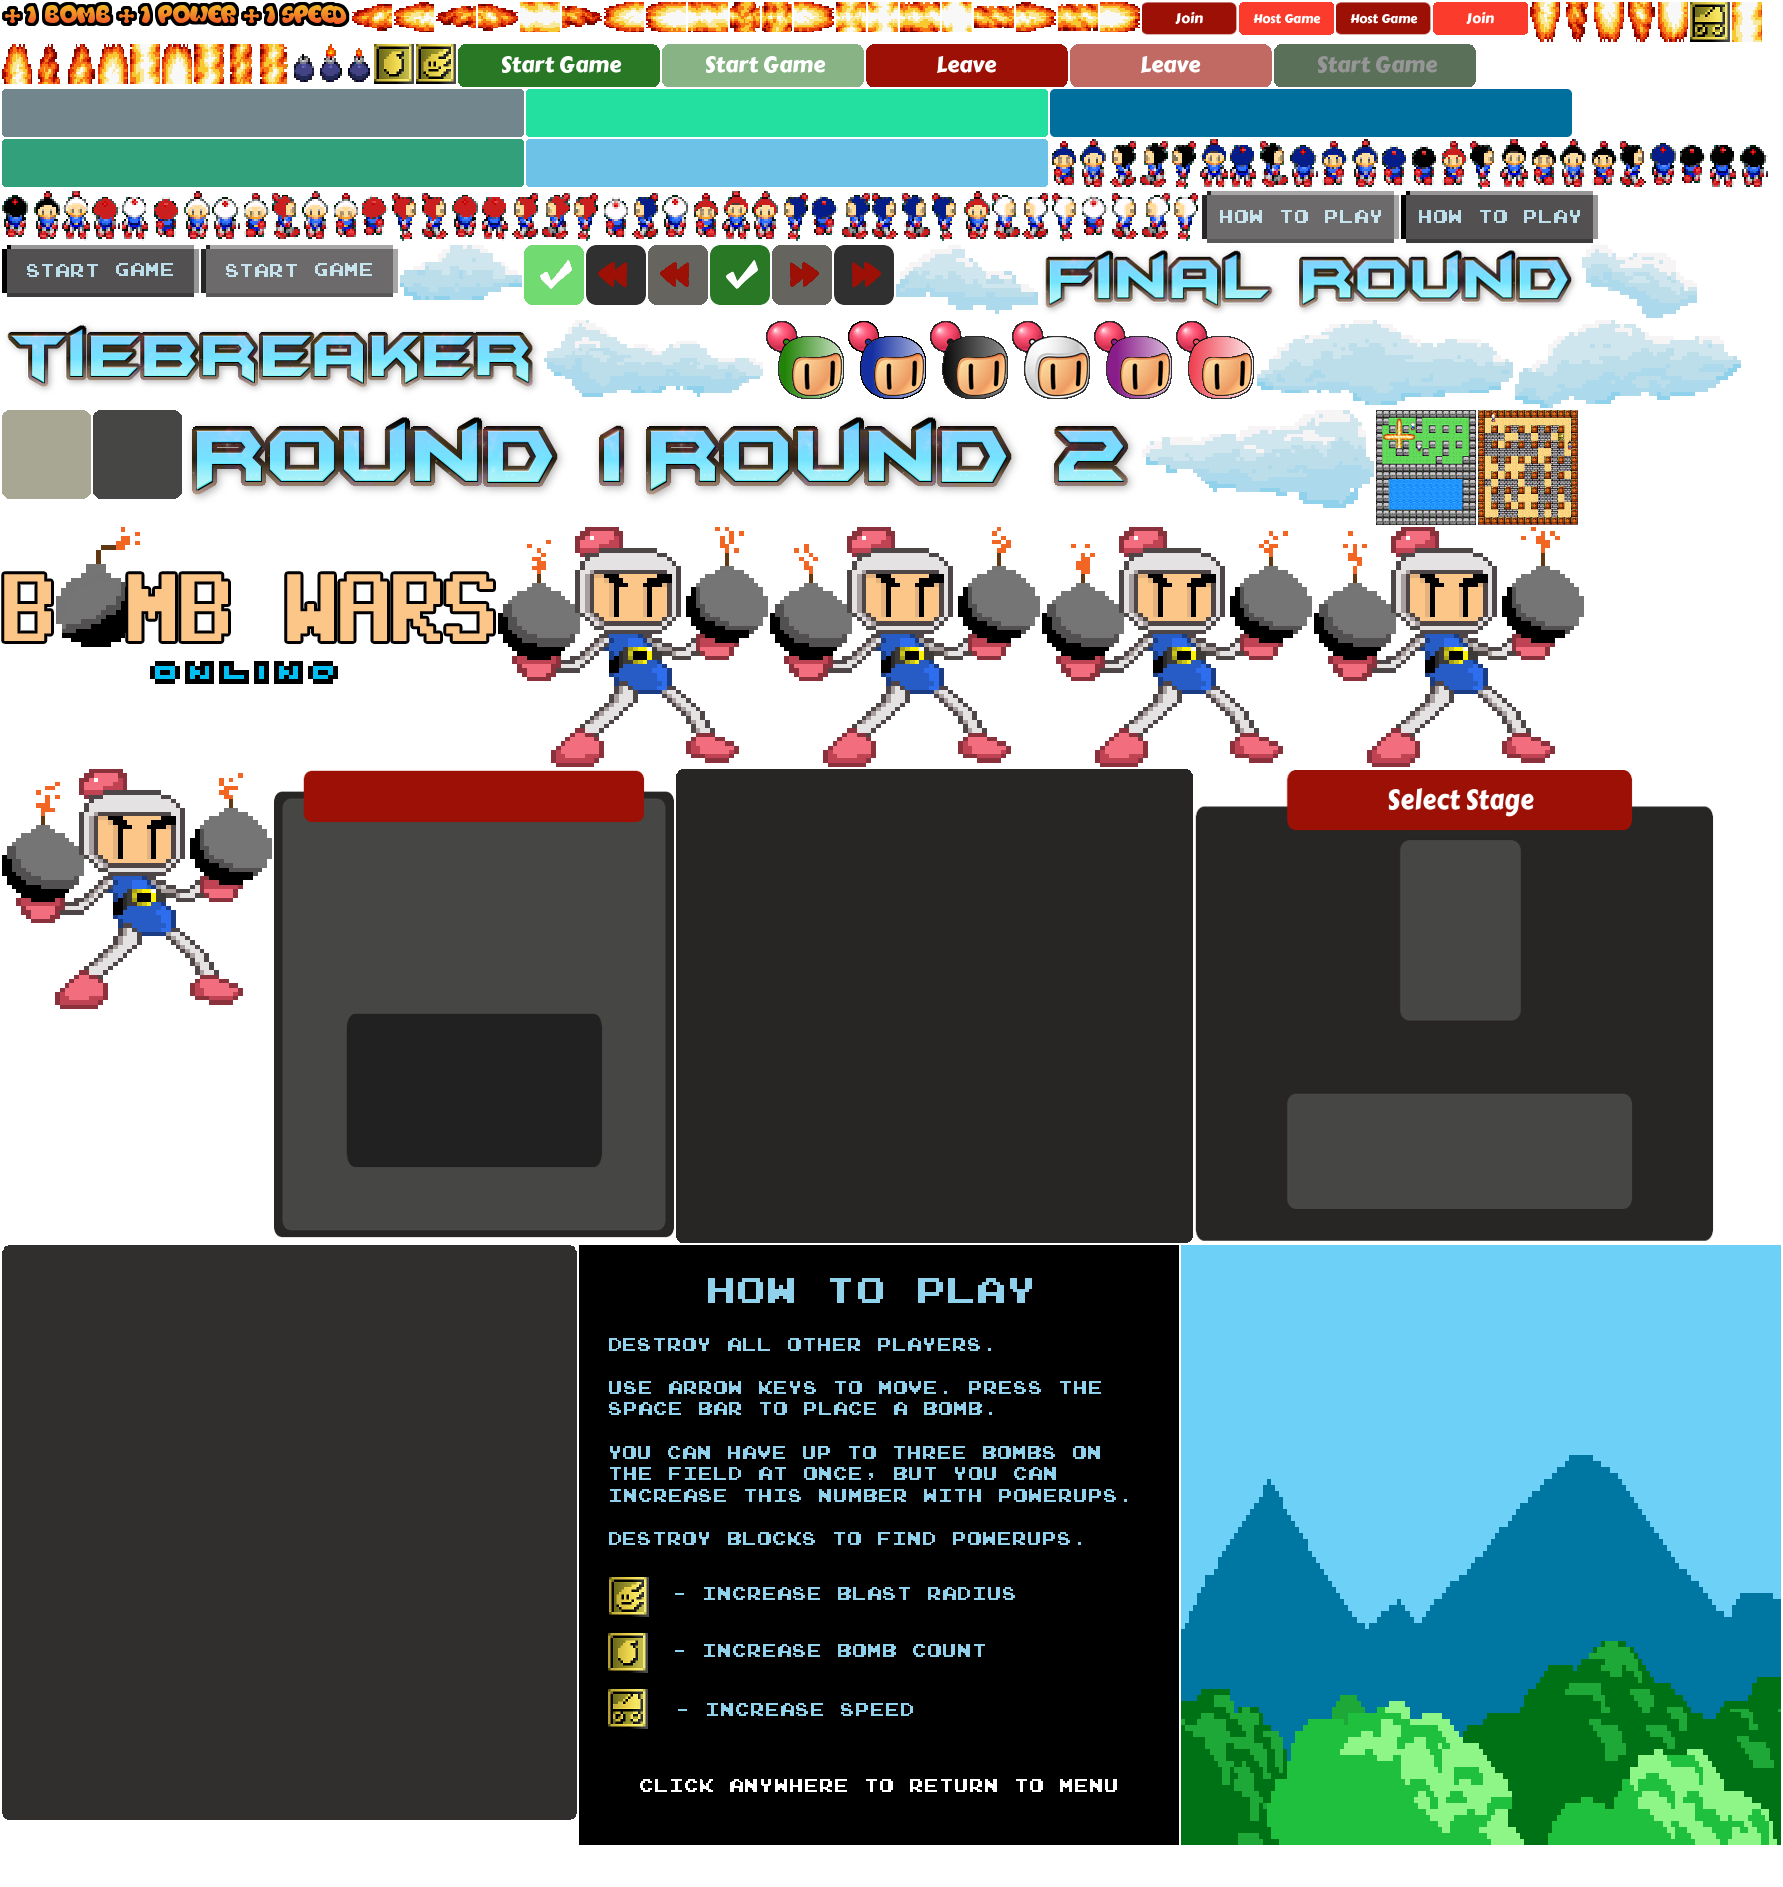 +1 BOMB +1 POWER +1 SPEED
Join
Host Game
Host Game
Join
Start Game
Start Game
Leave
Leave
Start Game
HOW TO PLAY
HOW TO PLAY
START GAME
START GAME
FINAL ROUND
TIEBREAKER
ROUND 1
ROUND 2
BOMB WARS
ONLINO
Select Stage
HOW TO PLAY
DESTROY ALL OTHER PLAYERS.
USE ARROW KEYS TO MOVE. PRESS THE
SPACE BAR TO PLACE A BOMB.
YOU CAN HAVE UP TO THREE BOMBS ON
THE FIELD AT ONCE, BUT YOU CAN
INCREASE THIS NUMBER WITH POWERUPS.
DESTROY BLOCKS TO FIND POWERUPS.
- INCREASE BLAST RADIUS
- INCREASE BOMB COUNT
- INCREASE SPEED
CLICK ANYWHERE TO RETURN TO MENU